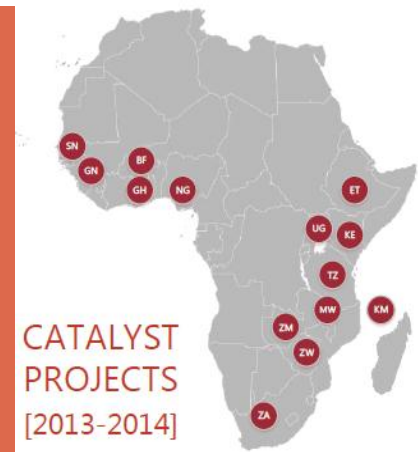 SN
GN
BF
GH
NG
ET
UG
KE
TZ
MW
KM
ZM
ZW
ZA
CATALYST
PROJECTS
[2013-2014]